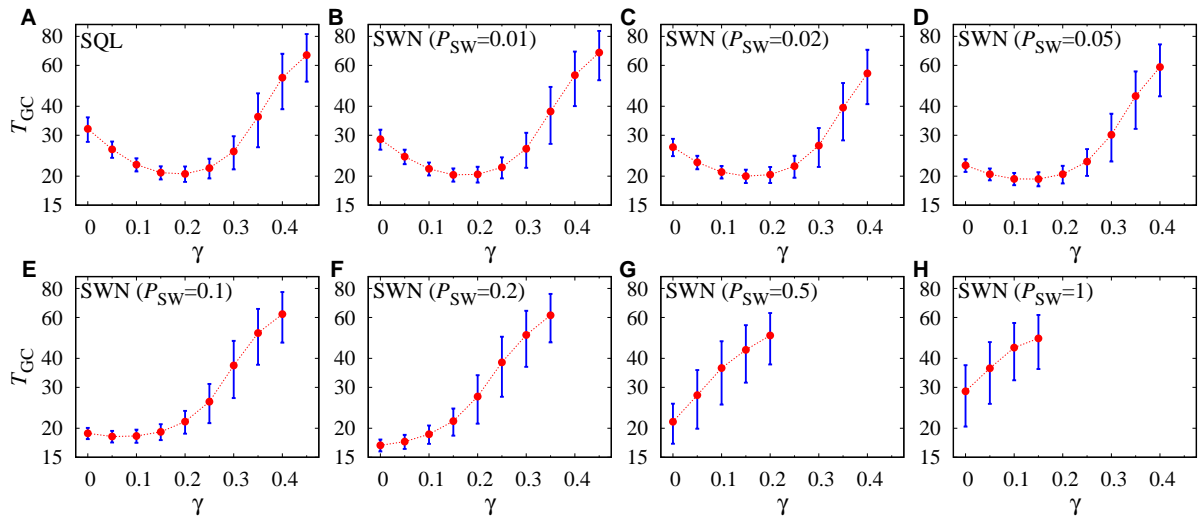 A B C D
SQL
SWN (P_SW=0.01)
SWN (P_SW=0.02)
SWN (P_SW=0.05)
T_GC
80 80 80 80
60 60 60 60
40 40 40 40
30 30 30 30
20 20 20 20
15 15 15 15
0 0.1 0.2 0.3 0.4 0 0.1 0.2 0.3 0.4 0 0.1 0.2 0.3 0.4 0 0.1 0.2 0.3 0.4
γ γ γ γ
E F G H
SWN (P_SW=0.1)
SWN (P_SW=0.2)
SWN (P_SW=0.5)
SWN (P_SW=1)
T_GC
80 80 80 80
60 60 60 60
40 40 40 40
30 30 30 30
20 20 20 20
15 15 15 15
0 0.1 0.2 0.3 0.4 0 0.1 0.2 0.3 0.4 0 0.1 0.2 0.3 0.4 0 0.1 0.2 0.3 0.4
γ γ γ γ